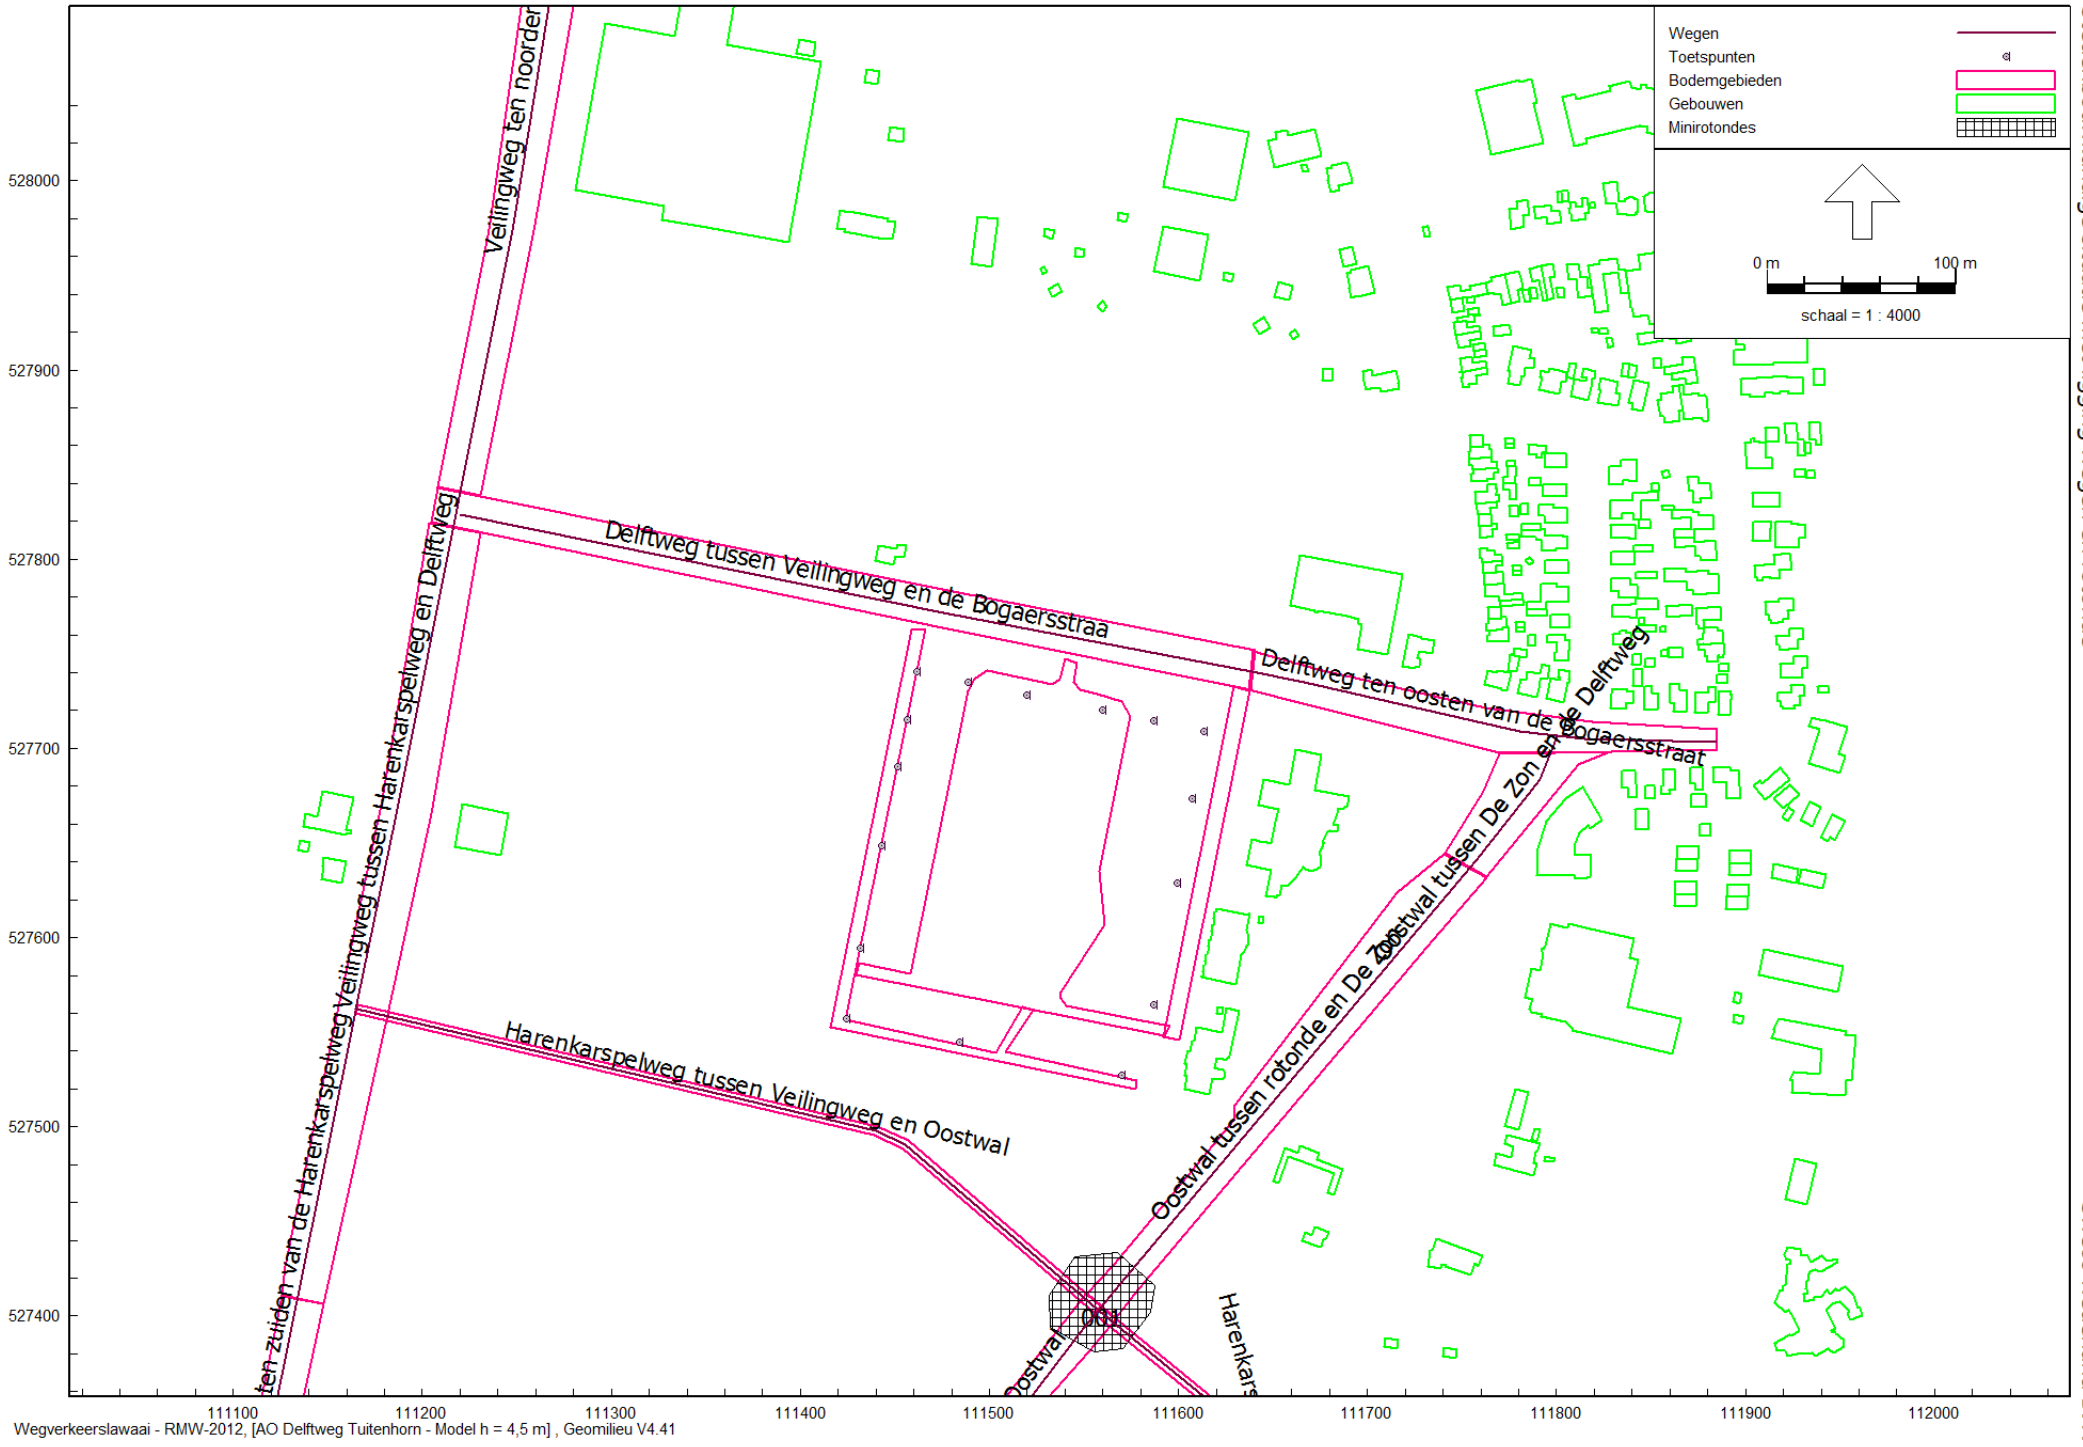 Wegen
Toetspunten
Bodemgebieden
Gebouwen
Minirotondes
0 m 100 m
schaal = 1 : 4000
528000
527900
527800
527700
527600
527500
527400
Veilingweg ten noorden
Delftweg tussen Veilingweg en de Bogaersstraa
Delftweg ten oosten van de Bogaersstraat
Oostwal tussen De Zon en de Delftweg
Oostwal tussen rotonde en De Zon
Veilingweg tussen Harenkarspelweg en Delftweg
Harenkarspelweg tussen Veilingweg en Oostwal
ten zuiden van de Harenkarspelweg
001
Oostwal
Harenkars
111100 111200 111300 111400 111500 111600 111700 111800 111900 112000
Wegverkeerslawaai - RMW-2012, [AO Delftweg Tuitenhorn - Model h = 4,5 m] , Geomilieu V4.41